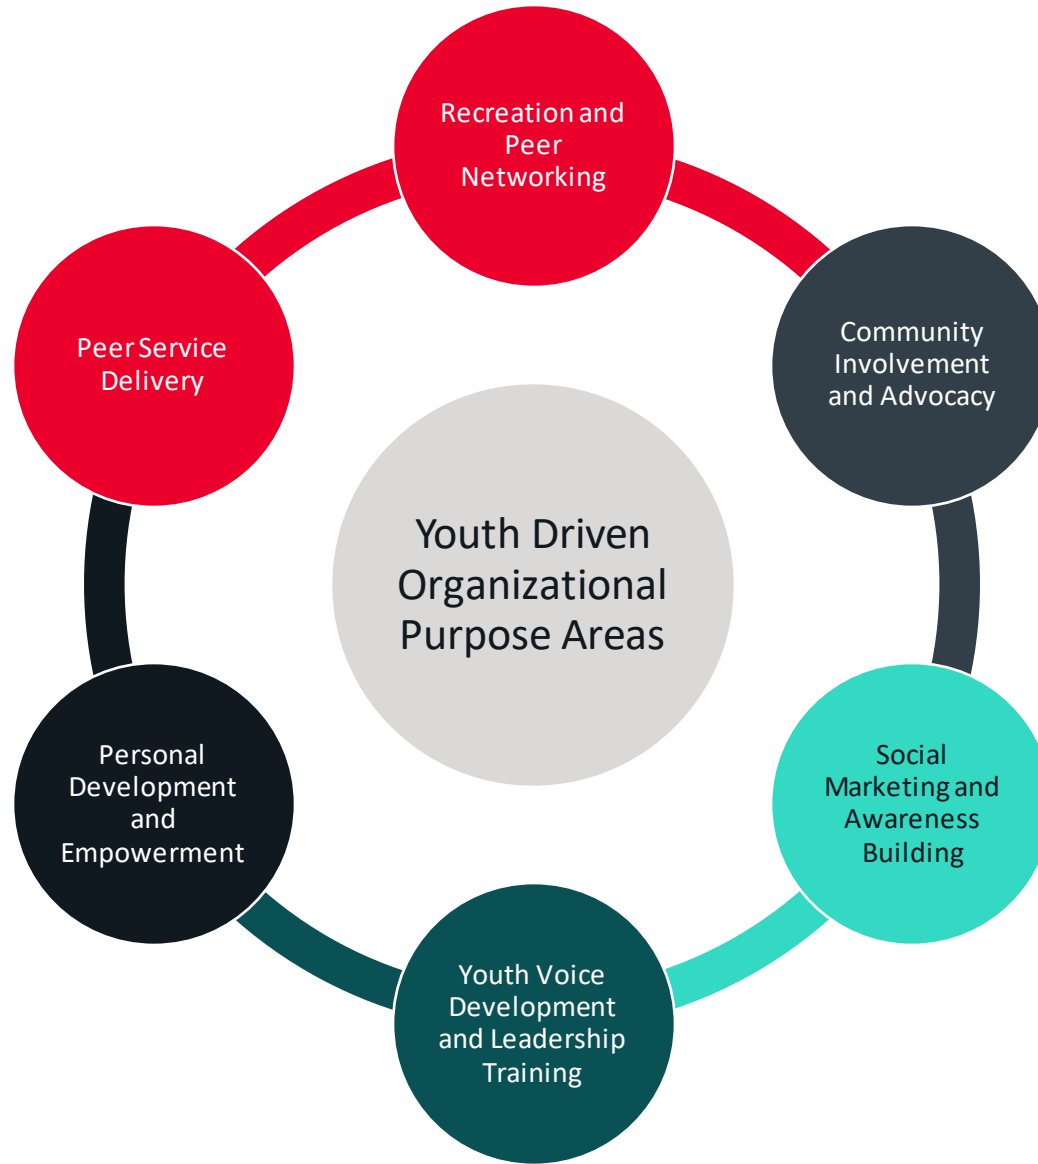 Recreation and
Peer
Networking
Community
Involvement
and Advocacy
Social
Marketing and
Awareness
Building
Youth Voice
Development
and Leadership
Training
Personal
Development
and
Empowerment
Peer Service
Delivery
Youth Driven
Organizational
Purpose Areas